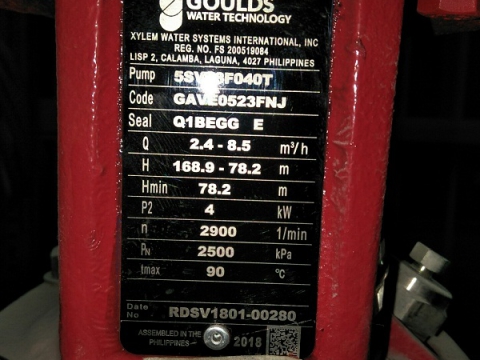 GOULDS
WATER TECHNOLOGY
XYLEM WATER SYSTEMS INTERNATIONAL, INC
REG. NO. FS 200519084
LISP 2, CALAMBA, LAGUNA, 4027 PHILIPPINES
Pump
Code GAVE0523FNJ
Seal Q1BEGG E
Q 2.4 - 8.5 m³/h
H 168.9 - 78.2 m
Hmin 78.2 m
P2 4 kW
n 2900 1/min
PN 2500 kPa
tmax 90 °C
Date
No RDSV1801-00280
ASSEMBLED IN THE
PHILIPPINES 2018